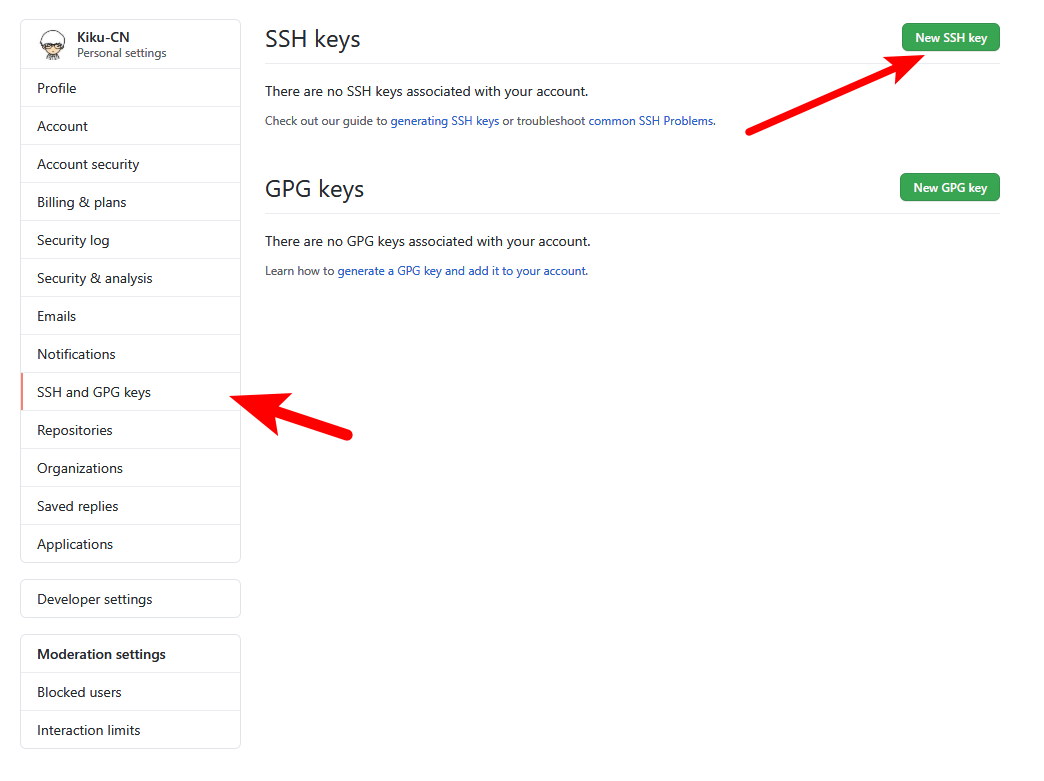 Kiku-CN
Personal settings
Profile
Account
Account security
Billing & plans
Security log
Security & analysis
Emails
Notifications
SSH and GPG keys
Repositories
Organizations
Saved replies
Applications
Developer settings
Moderation settings
Blocked users
Interaction limits
SSH keys
New SSH key
There are no SSH keys associated with your account.
Check out our guide to generating SSH keys or troubleshoot common SSH Problems.
GPG keys
New GPG key
There are no GPG keys associated with your account.
Learn how to generate a GPG key and add it to your account.